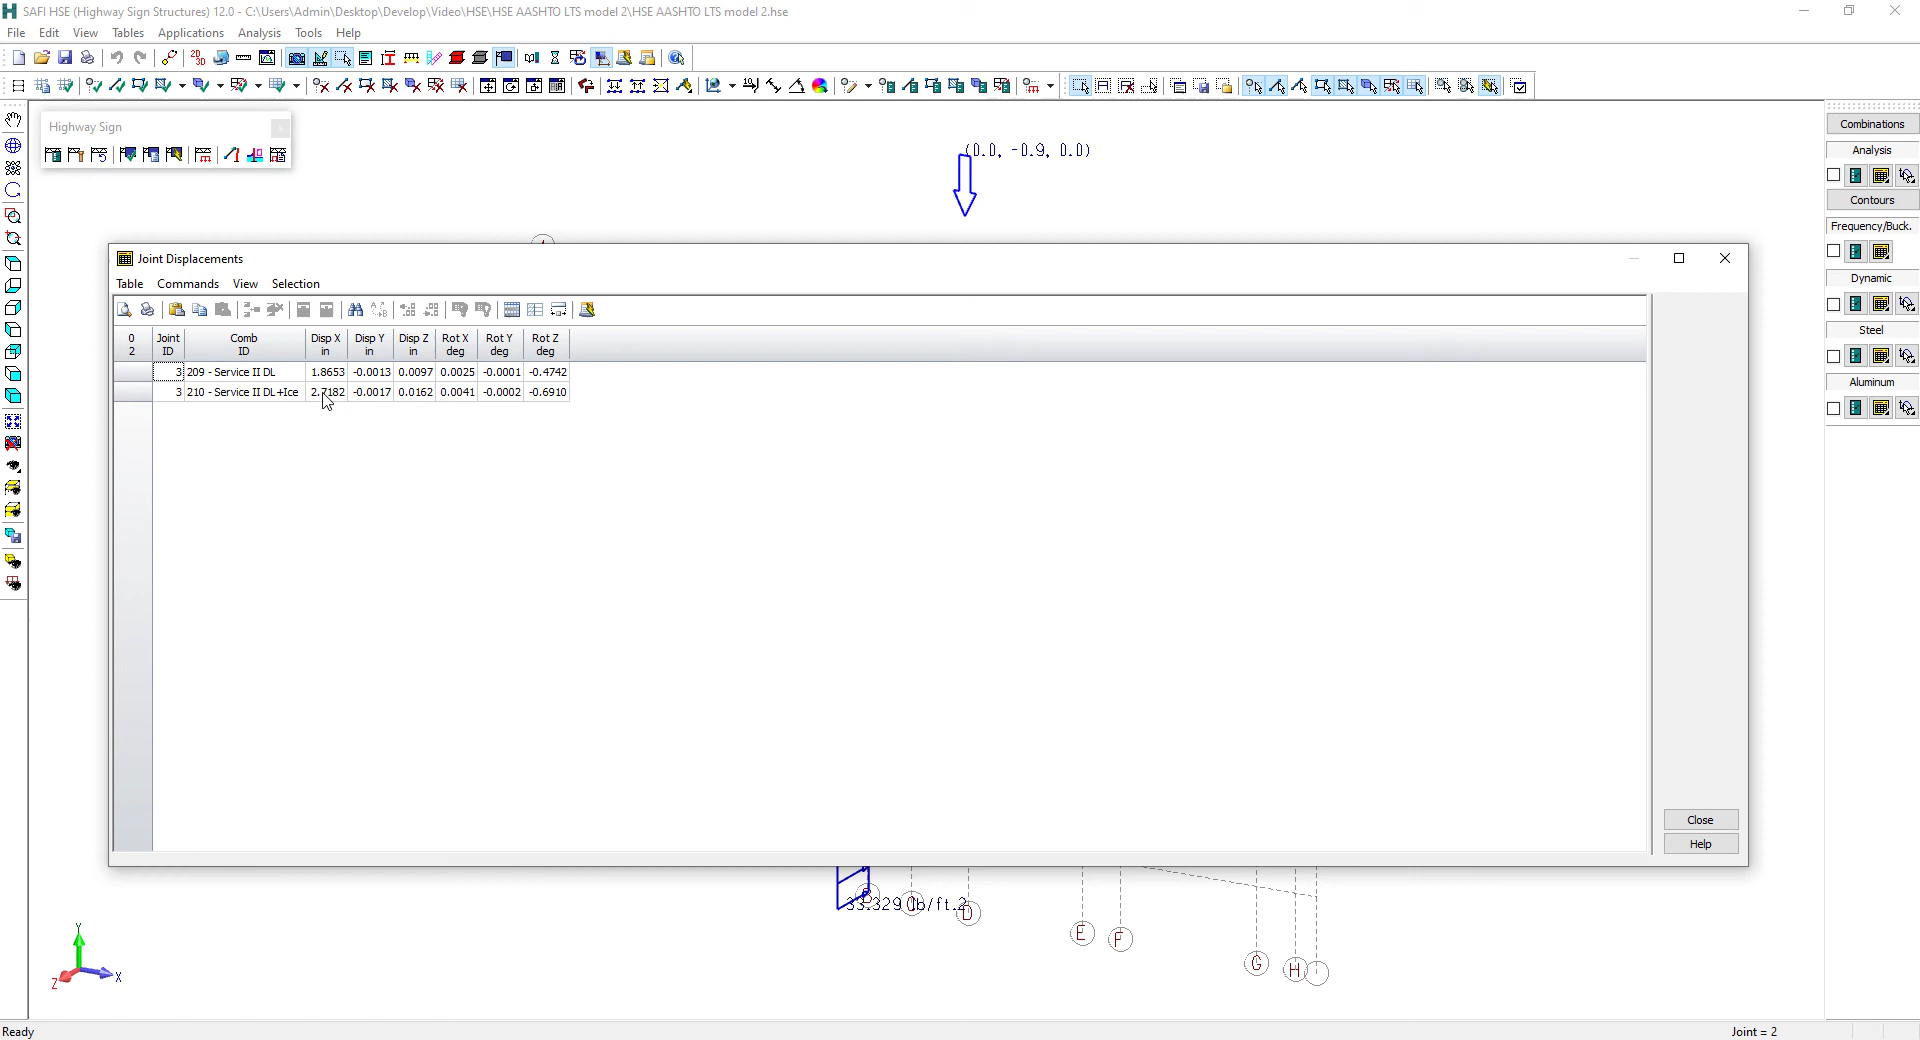 SAFI HSE (Highway Sign Structures) 12.0 - C:\Users\Admin\Desktop\Develop\Video\HSE\HSE AASHTO LTS model 2\HSE AASHTO LTS model 2.hse
File Edit View Tables Applications Analysis Tools Help
Highway Sign
(0.0, -0.9, 0.0)
Joint Displacements
Table Commands View Selection
0 Joint Comb Disp X Disp Y Disp Z Rot X Rot Y Rot Z
2 ID ID in in in deg deg deg
3 209 - Service II DL 1.8653 -0.0013 0.0097 0.0025 -0.0001 -0.4742
3 210 - Service II DL+Ice 2.7182 -0.0017 0.0162 0.0041 -0.0002 -0.6910
Close
Help
Combinations
Analysis
Contours
Frequency/Buck.
Dynamic
Steel
Aluminum
33.329 lb/ft.2
B
C
D
E
F
G
H
Y
Z
X
Ready
Joint = 2